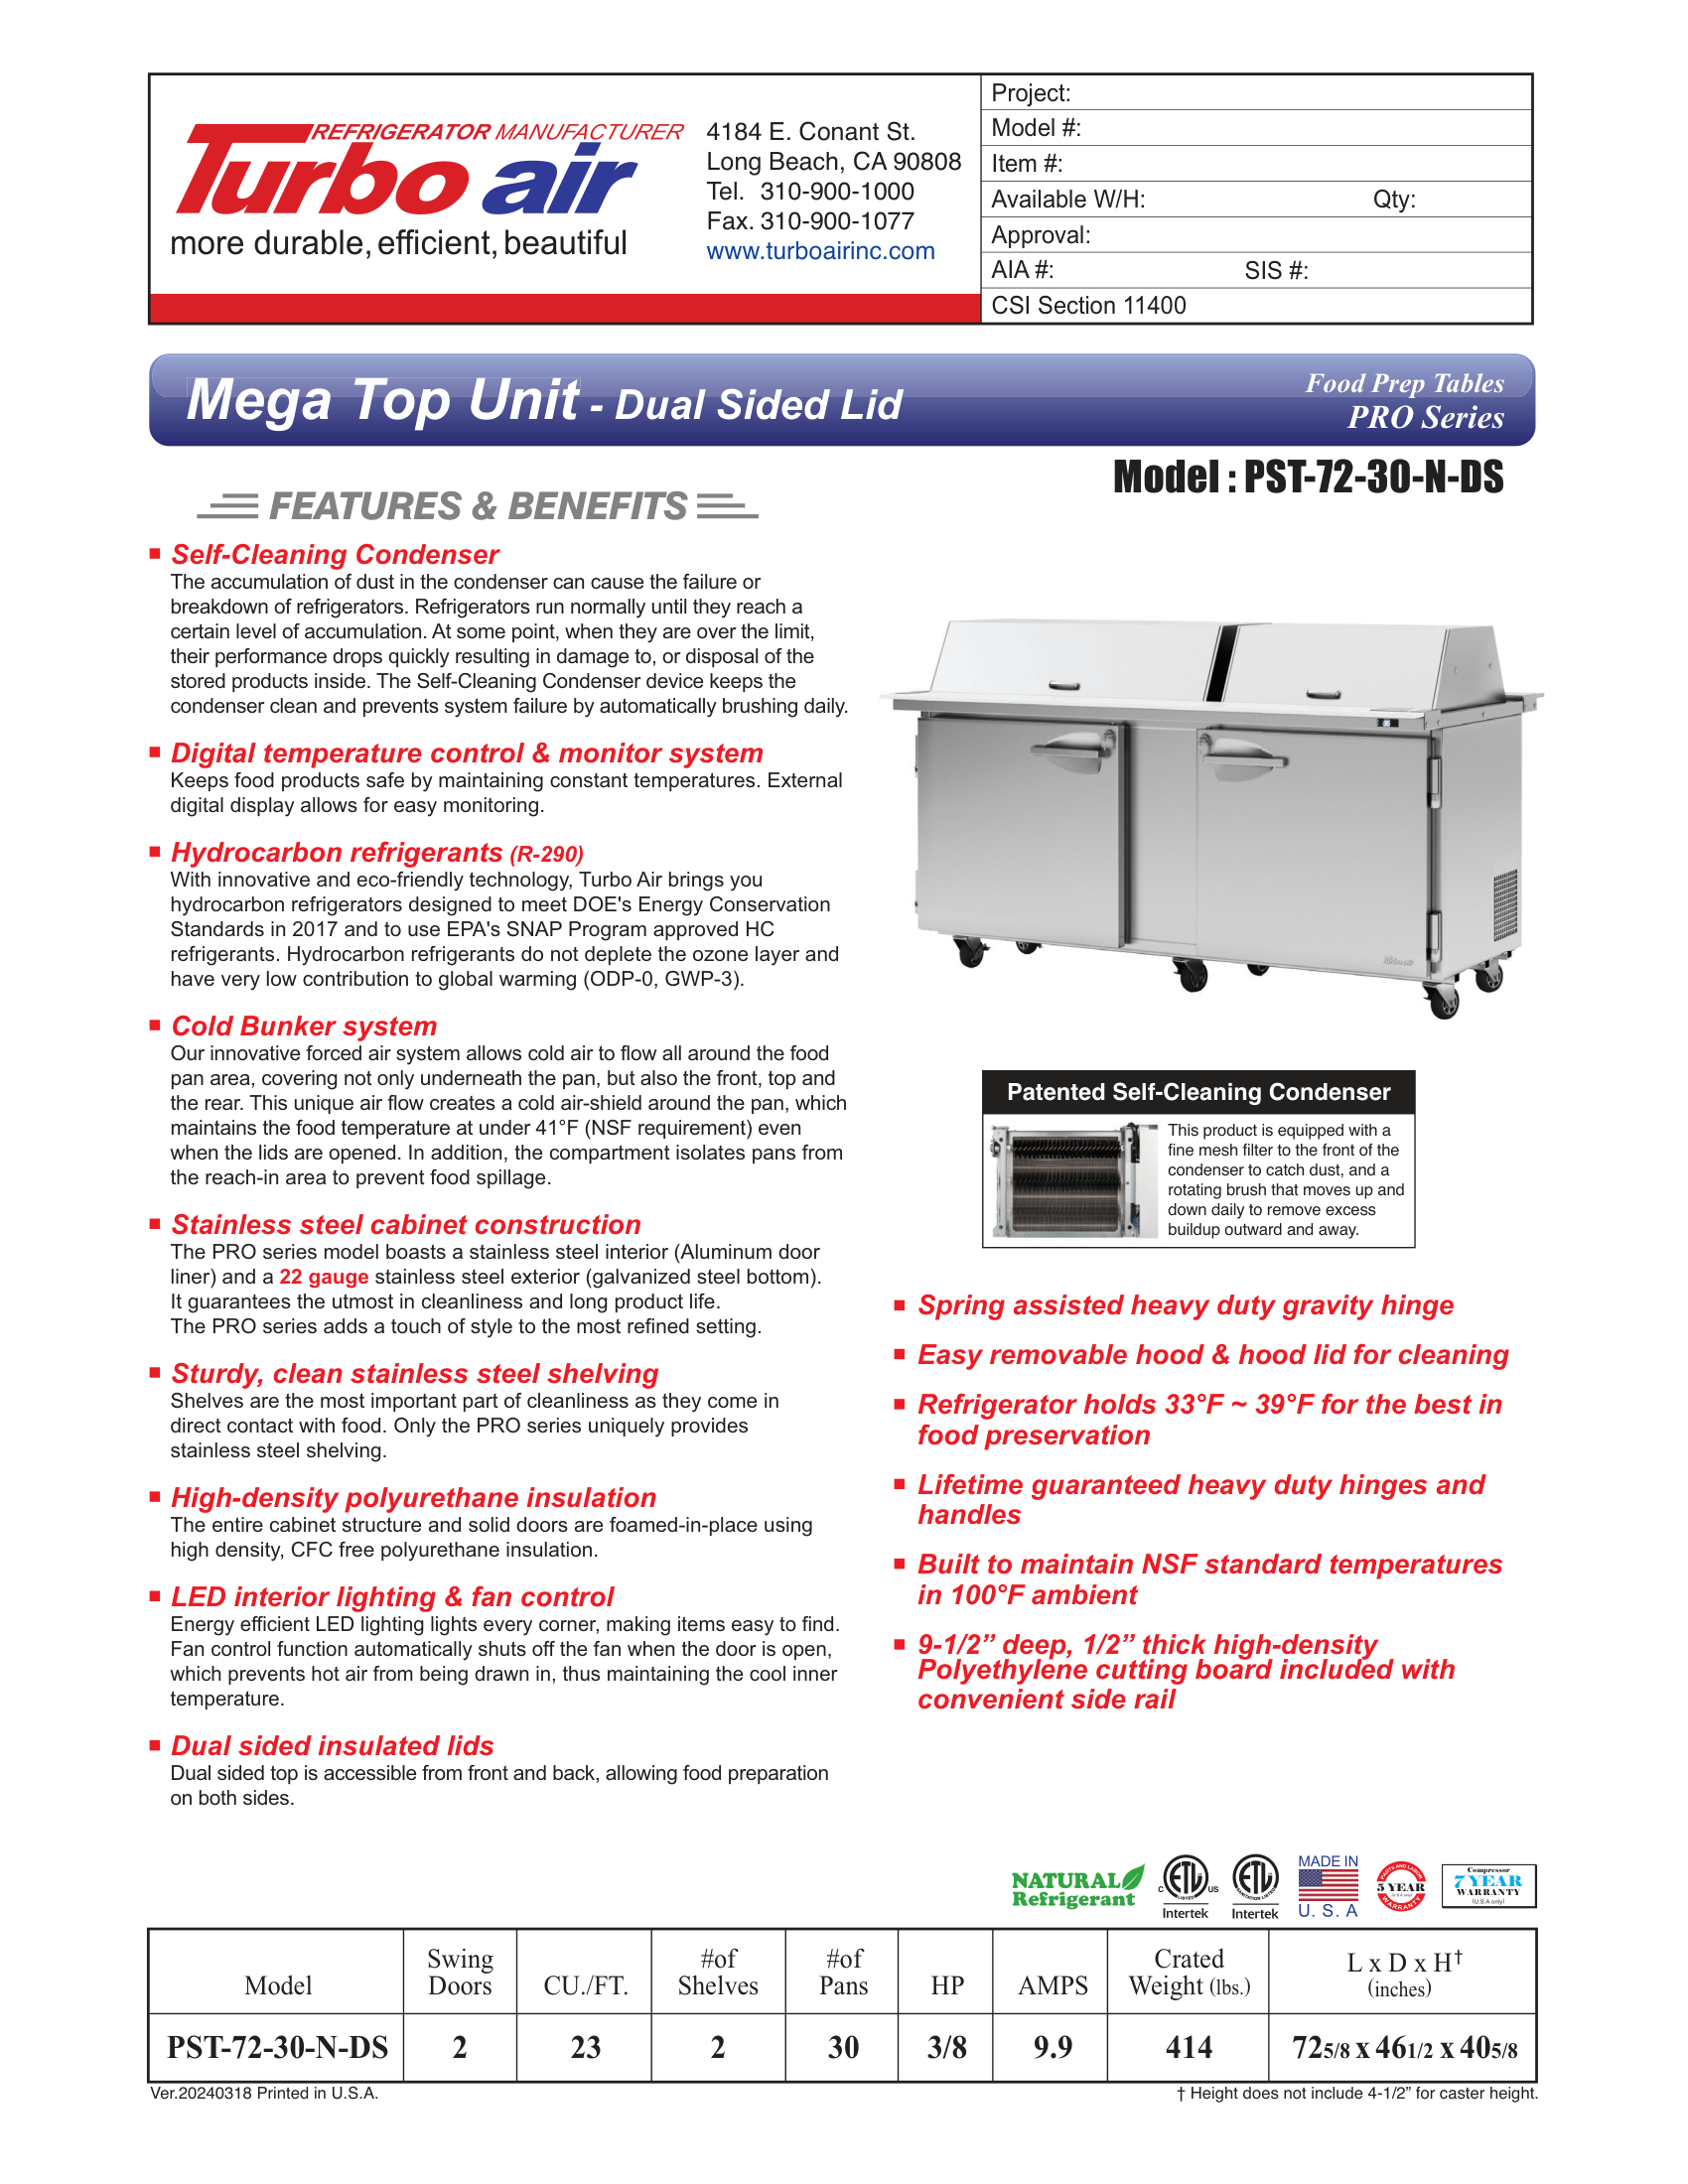 REFRIGERATOR MANUFACTURER
Turbo air
more durable, efficient, beautiful
4184 E. Conant St.
Long Beach, CA 90808
Tel. 310-900-1000
Fax. 310-900-1077
www.turboairinc.com
Project:
Model #:
Item #:
Available W/H: Qty:
Approval:
AIA #: SIS #:
CSI Section 11400
Mega Top Unit - Dual Sided Lid
Food Prep Tables
PRO Series
Model : PST-72-30-N-DS
FEATURES & BENEFITS
Self-Cleaning Condenser
The accumulation of dust in the condenser can cause the failure or
breakdown of refrigerators. Refrigerators run normally until they reach a
certain level of accumulation. At some point, when they are over the limit,
their performance drops quickly resulting in damage to, or disposal of the
stored products inside. The Self-Cleaning Condenser device keeps the
condenser clean and prevents system failure by automatically brushing daily.
Digital temperature control & monitor system
Keeps food products safe by maintaining constant temperatures. External
digital display allows for easy monitoring.
Hydrocarbon refrigerants (R-290)
With innovative and eco-friendly technology, Turbo Air brings you
hydrocarbon refrigerators designed to meet DOE's Energy Conservation
Standards in 2017 and to use EPA's SNAP Program approved HC
refrigerants. Hydrocarbon refrigerants do not deplete the ozone layer and
have very low contribution to global warming (ODP-0, GWP-3).
Cold Bunker system
Our innovative forced air system allows cold air to flow all around the food
pan area, covering not only underneath the pan, but also the front, top and
the rear. This unique air flow creates a cold air-shield around the pan, which
maintains the food temperature at under 41°F (NSF requirement) even
when the lids are opened. In addition, the compartment isolates pans from
the reach-in area to prevent food spillage.
Stainless steel cabinet construction
The PRO series model boasts a stainless steel interior (Aluminum door
liner) and a 22 gauge stainless steel exterior (galvanized steel bottom).
It guarantees the utmost in cleanliness and long product life.
The PRO series adds a touch of style to the most refined setting.
Sturdy, clean stainless steel shelving
Shelves are the most important part of cleanliness as they come in
direct contact with food. Only the PRO series uniquely provides
stainless steel shelving.
High-density polyurethane insulation
The entire cabinet structure and solid doors are foamed-in-place using
high density, CFC free polyurethane insulation.
LED interior lighting & fan control
Energy efficient LED lighting lights every corner, making items easy to find.
Fan control function automatically shuts off the fan when the door is open,
which prevents hot air from being drawn in, thus maintaining the cool inner
temperature.
Dual sided insulated lids
Dual sided top is accessible from front and back, allowing food preparation
on both sides.
Turbo air
Patented Self-Cleaning Condenser
This product is equipped with a
fine mesh filter to the front of the
condenser to catch dust, and a
rotating brush that moves up and
down daily to remove excess
buildup outward and away.
Spring assisted heavy duty gravity hinge
Easy removable hood & hood lid for cleaning
Refrigerator holds 33°F ~ 39°F for the best in
food preservation
Lifetime guaranteed heavy duty hinges and
handles
Built to maintain NSF standard temperatures
in 100°F ambient
9-1/2” deep, 1/2” thick high-density
Polyethylene cutting board included with
convenient side rail
NATURAL
Refrigerant
C ETL US
LISTED
Intertek
ETL
SANITATION LISTED
Intertek
MADE IN
U. S. A
PARTS AND LABOR
5 YEAR
(U.S.A only)
WARRANTY
Compressor
7 YEAR
WARRANTY
(U.S.A only)
Model Swing Doors CU./FT. #of Shelves #of Pans HP AMPS Crated Weight (lbs.) L x D x H† (inches)
PST-72-30-N-DS 2 23 2 30 3/8 9.9 414 725/8 x 461/2 x 405/8
Ver.20240318 Printed in U.S.A.
† Height does not include 4-1/2” for caster height.